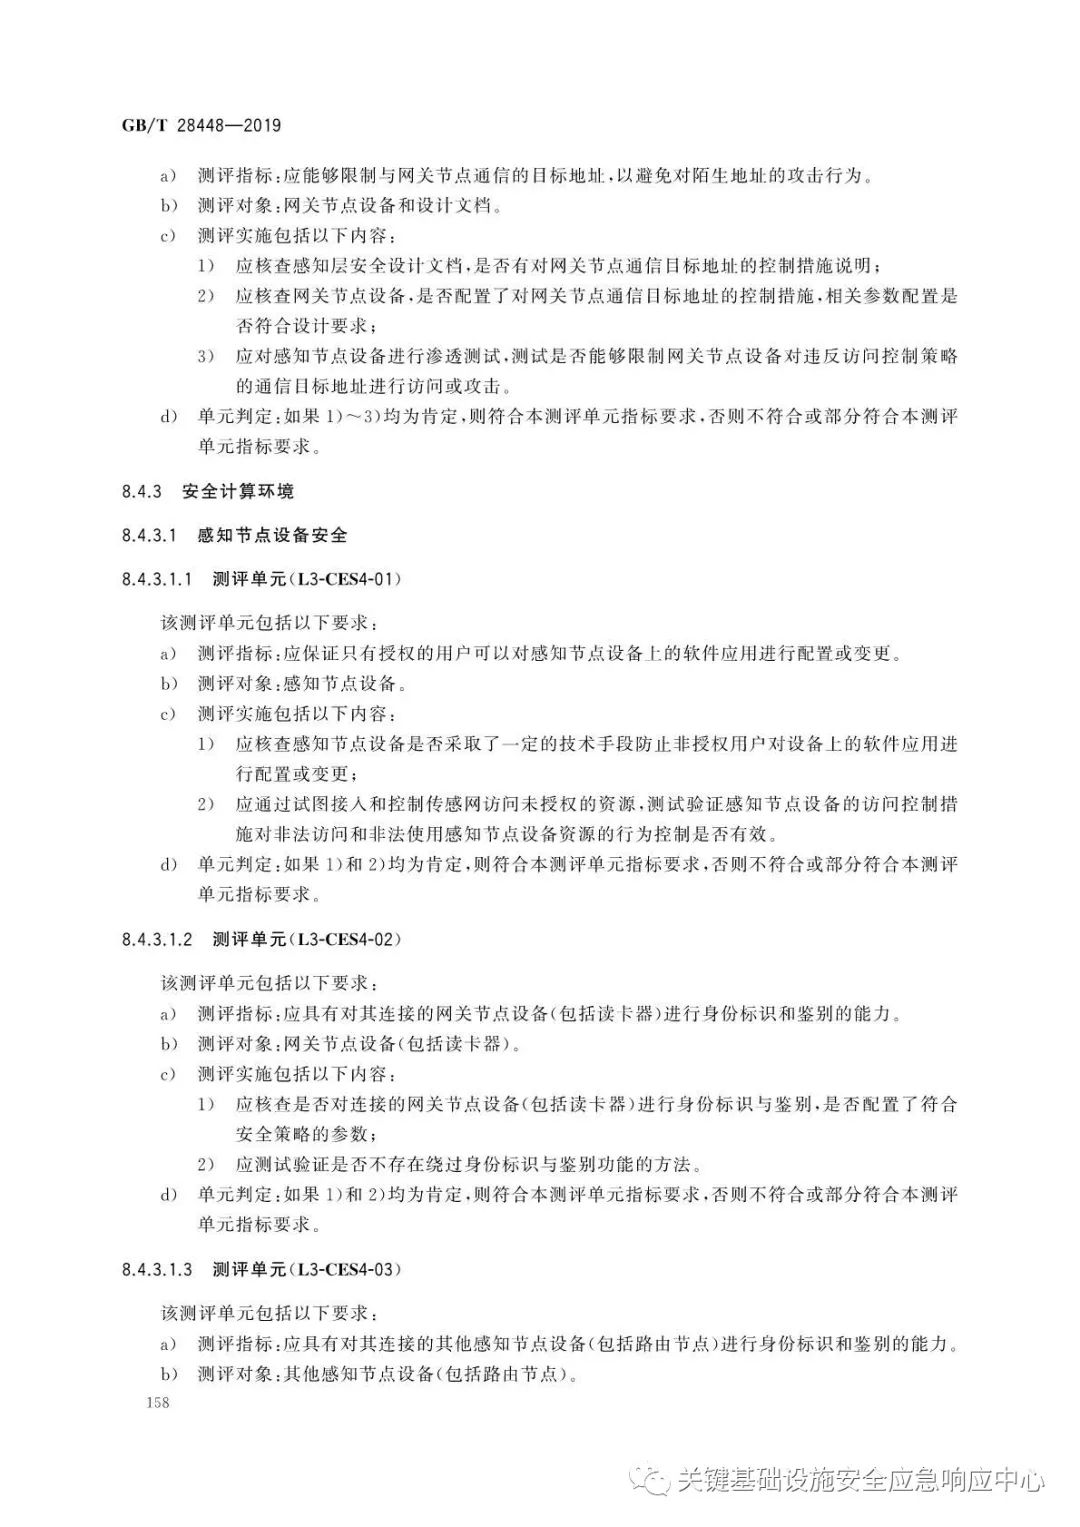 GB/T 28448—2019
a) 测评指标:应能够限制与网关节点通信的目标地址,以避免对陌生地址的攻击行为。
b) 测评对象:网关节点设备和设计文档。
c) 测评实施包括以下内容:
1) 应核查感知层安全设计文档,是否有对网关节点通信目标地址的控制措施说明;
2) 应核查网关节点设备,是否配置了对网关节点通信目标地址的控制措施,相关参数配置是
否符合设计要求;
3) 应对感知节点设备进行渗透测试,测试是否能够限制网关节点设备对违反访问控制策略
的通信目标地址进行访问或攻击。
d) 单元判定:如果 1)～3)均为肯定,则符合本测评单元指标要求,否则不符合或部分符合本测评
单元指标要求。
8.4.3 安全计算环境
8.4.3.1 感知节点设备安全
8.4.3.1.1 测评单元(L3-CES4-01)
该测评单元包括以下要求:
a) 测评指标:应保证只有授权的用户可以对感知节点设备上的软件应用进行配置或变更。
b) 测评对象:感知节点设备。
c) 测评实施包括以下内容:
1) 应核查感知节点设备是否采取了一定的技术手段防止非授权用户对设备上的软件应用进
行配置或变更;
2) 应通过试图接入和控制传感网访问未授权的资源,测试验证感知节点设备的访问控制措
施对非法访问和非法使用感知节点设备资源的行为控制是否有效。
d) 单元判定:如果 1)和 2)均为肯定,则符合本测评单元指标要求,否则不符合或部分符合本测评
单元指标要求。
8.4.3.1.2 测评单元(L3-CES4-02)
该测评单元包括以下要求:
a) 测评指标:应具有对其连接的网关节点设备(包括读卡器)进行身份标识和鉴别的能力。
b) 测评对象:网关节点设备(包括读卡器)。
c) 测评实施包括以下内容:
1) 应核查是否对连接的网关节点设备(包括读卡器)进行身份标识与鉴别,是否配置了符合
安全策略的参数;
2) 应测试验证是否不存在绕过身份标识与鉴别功能的方法。
d) 单元判定:如果 1)和 2)均为肯定,则符合本测评单元指标要求,否则不符合或部分符合本测评
单元指标要求。
8.4.3.1.3 测评单元(L3-CES4-03)
该测评单元包括以下要求:
a) 测评指标:应具有对其连接的其他感知节点设备(包括路由节点)进行身份标识和鉴别的能力。
b) 测评对象:其他感知节点设备(包括路由节点)。
158
关键基础设施安全应急响应中心